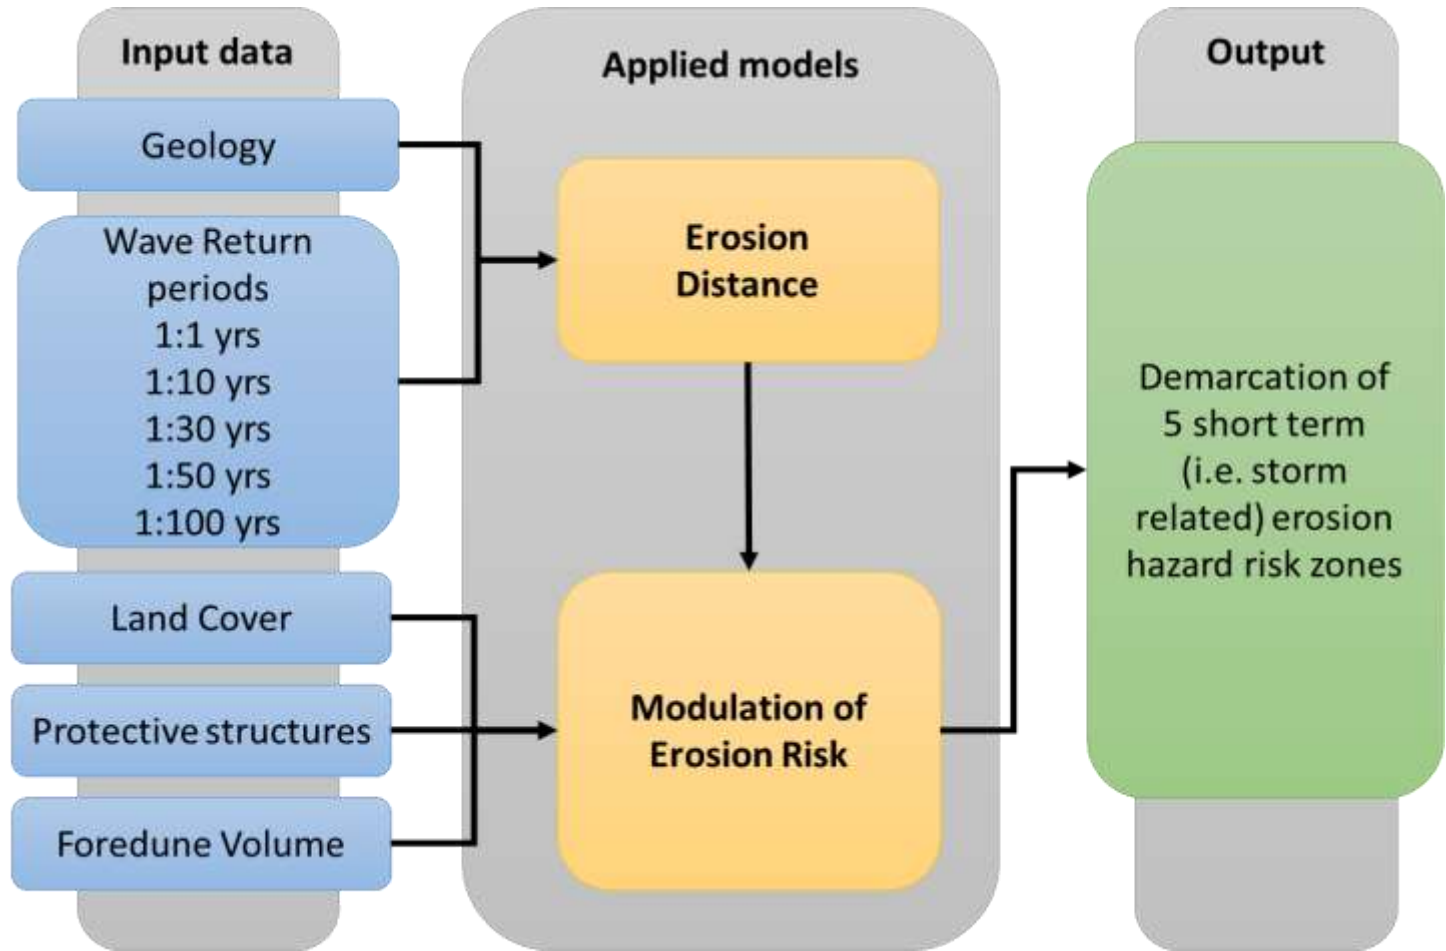 Input data
Geology
Wave Return
periods
1:1 yrs
1:10 yrs
1:30 yrs
1:50 yrs
1:100 yrs
Land Cover
Protective structures
Foredune Volume
Applied models
Erosion
Distance
Modulation of
Erosion Risk
Output
Demarcation of
5 short term
(i.e. storm
related) erosion
hazard risk zones